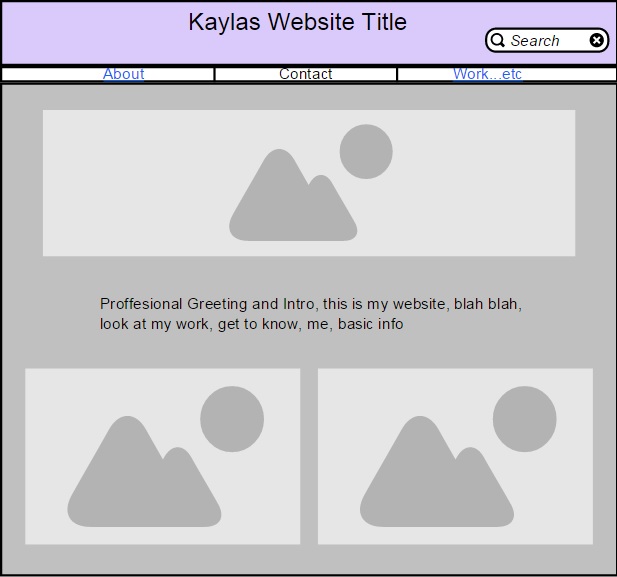 Kaylas Website Title
Search
About Contact Work...etc
Proffesional Greeting and Intro, this is my website, blah blah,
look at my work, get to know, me, basic info